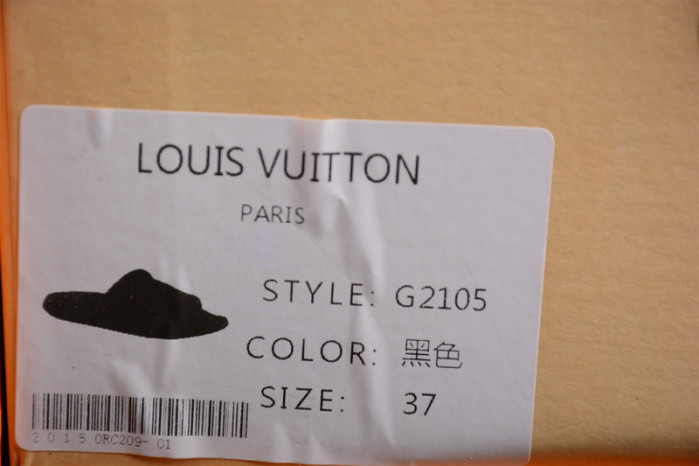 LOUIS VUITTON
PARIS
STYLE: G2105
COLOR: 黑色
SIZE: 37
2 0 1 5 0RC209- 01